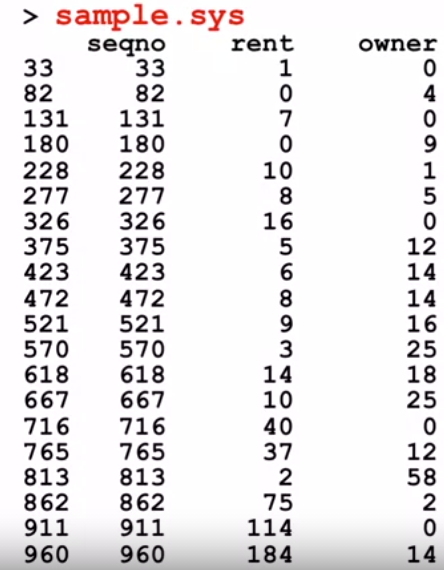 > sample.sys
seqno rent owner
33 33 1 0
82 82 0 4
131 131 7 0
180 180 0 9
228 228 10 1
277 277 8 5
326 326 16 0
375 375 5 12
423 423 6 14
472 472 8 14
521 521 9 16
570 570 3 25
618 618 14 18
667 667 10 25
716 716 40 0
765 765 37 12
813 813 2 58
862 862 75 2
911 911 114 0
960 960 184 14